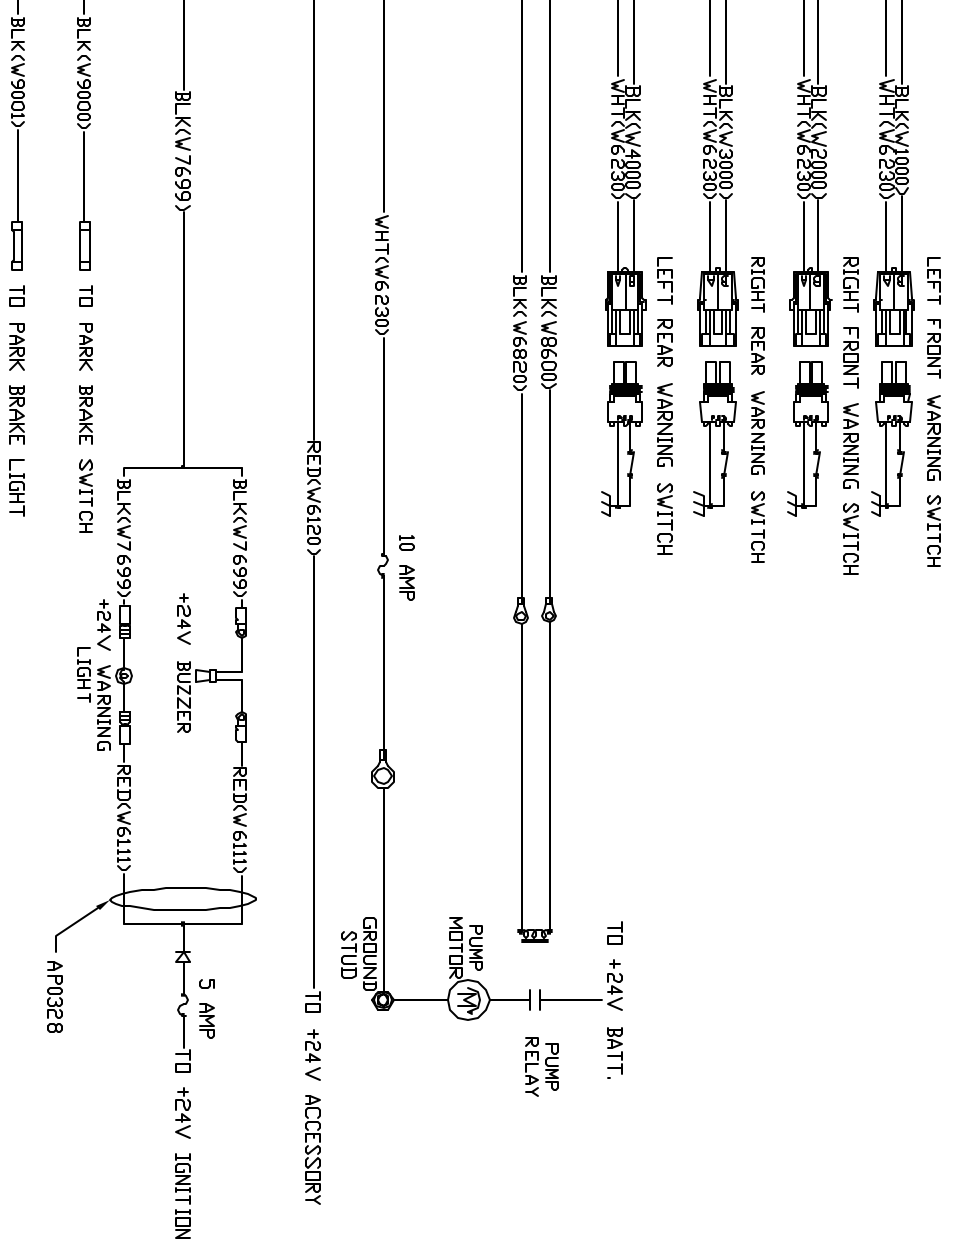 LEFT FRONT WARNING SWITCH
BLK(W1000)
WHT(W6230)
RIGHT FRONT WARNING SWITCH
BLK(W2000)
WHT(W6230)
RIGHT REAR WARNING SWITCH
BLK(W3000)
WHT(W6230)
LEFT REAR WARNING SWITCH
BLK(W4000)
WHT(W6230)
TO +24V BATT.
BLK(W8600)
BLK(W6820)
PUMP
RELAY
PUMP
MOTOR
M
10 AMP
WHT(W6230)
GROUND
STUD
RED(W6120)
TO +24V ACCESSORY
BLK(W7699)
BLK(W7699)
RED(W6111)
+24V BUZZER
5 AMP
TO +24V IGNITION
BLK(W7699)
RED(W6111)
+24V WARNING
LIGHT
AP0328
BLK(W9000)
TO PARK BRAKE SWITCH
BLK(W9001)
TO PARK BRAKE LIGHT